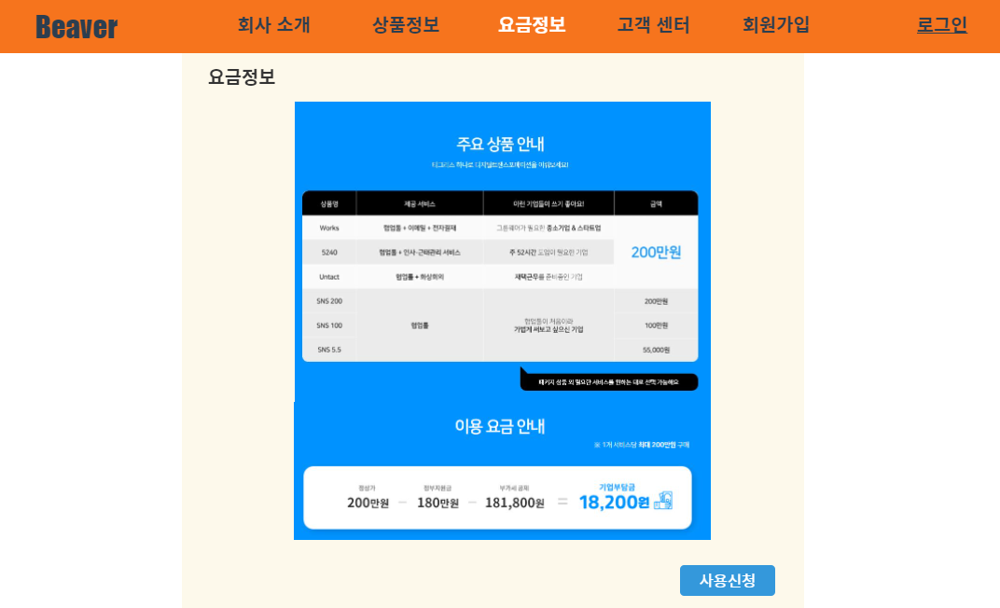 Beaver 회사 소개 상품정보 요금정보 고객 센터 회원가입 로그인
요금정보
주요 상품 안내
태그리스 하나로 디지털트랜스포메이션을 이뤄보세요!
상품명 제공 서비스 이런 기업들이 쓰기 좋아요! 금액
Works 협업툴 + 이메일 + 전자결재 그룹웨어가 필요한 중소기업 & 스타트업
5240 협업툴 + 인사·근태관리 서비스 주 52시간 도입이 필요한 기업
200만원
Untact 협업툴 + 화상회의 재택근무를 준비중인 기업
SNS 200 200만원
SNS 100 협업툴 협업툴이 처음이라 100만원
가볍게 써보고 싶으신 기업
SNS 5.5 55,000원
패키지 상품 외 필요한 서비스를 원하는 대로 선택 가능해요
이용 요금 안내
※ 1개 서비스당 최대 200만원 구매
정상가 정부지원금 부가세 공제 기업부담금
200만원 − 180만원 − 181,800원 = 18,200원
사용신청